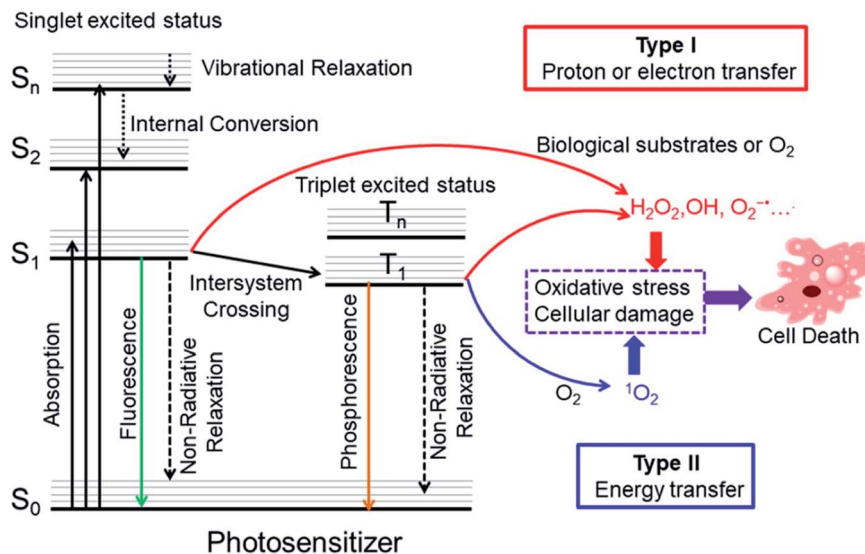 Singlet excited status
Sₙ
Vibrational Relaxation
Internal Conversion
S₂
S₁
Absorption
Fluorescence
Non-Radiative
Relaxation
Intersystem
Crossing
Triplet excited status
Tₙ
T₁
Phosphorescence
Non-Radiative
Relaxation
S₀
Photosensitizer
Type I
Proton or electron transfer
Biological substrates or O₂
H₂O₂,OH, O₂⁻•...
Oxidative stress
Cellular damage
Cell Death
O₂
¹O₂
Type II
Energy transfer